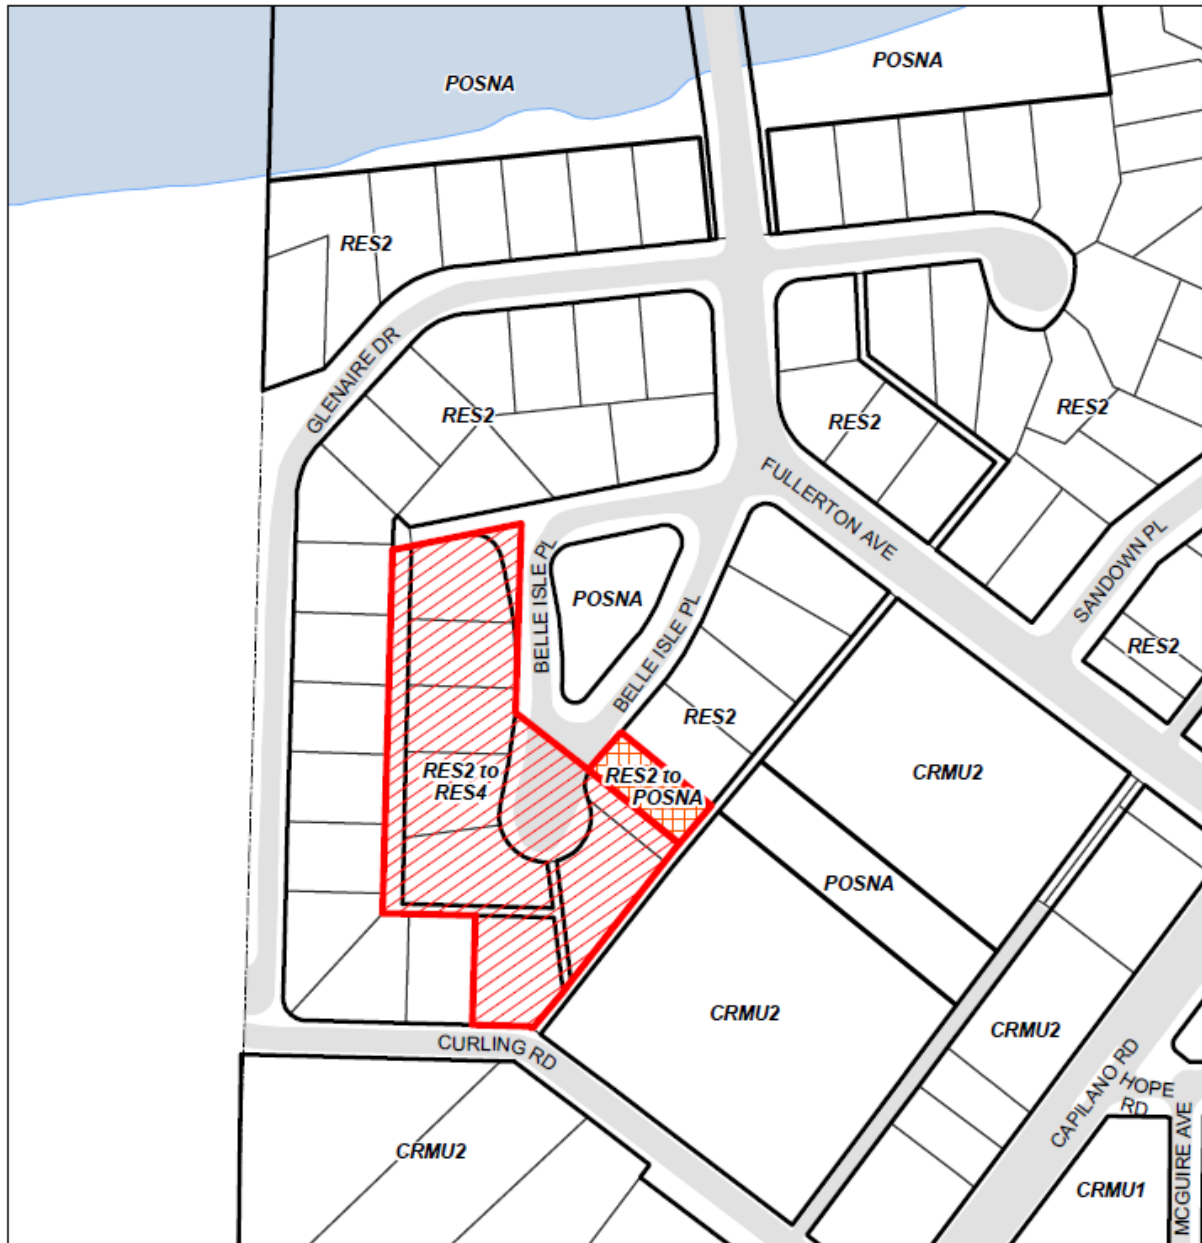 POSNA
POSNA
RES2
GLENAIRE DR
RES2
RES2
RES2
FULLERTON AVE
SANDOWN PL
BELLE ISLE PL
POSNA
BELLE ISLE PL
RES2
RES2
RES2 to
RES4
RES2 to
POSNA
CRMU2
POSNA
CRMU2
CRMU2
CURLING RD
CAPILANO RD
HOPE
RD
CRMU2
CRMU1
MCGUIRE AVE